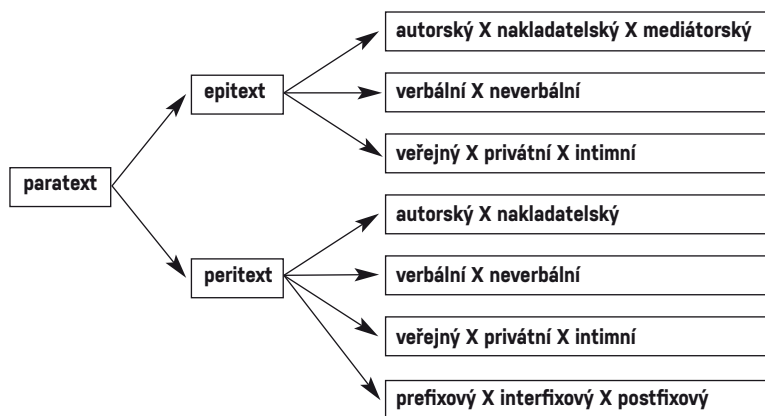 autorský X nakladatelský X mediátorský
epitext
verbální X neverbální
veřejný X privátní X intimní
paratext
autorský X nakladatelský
peritext
verbální X neverbální
veřejný X privátní X intimní
prefixový X interfixový X postfixový